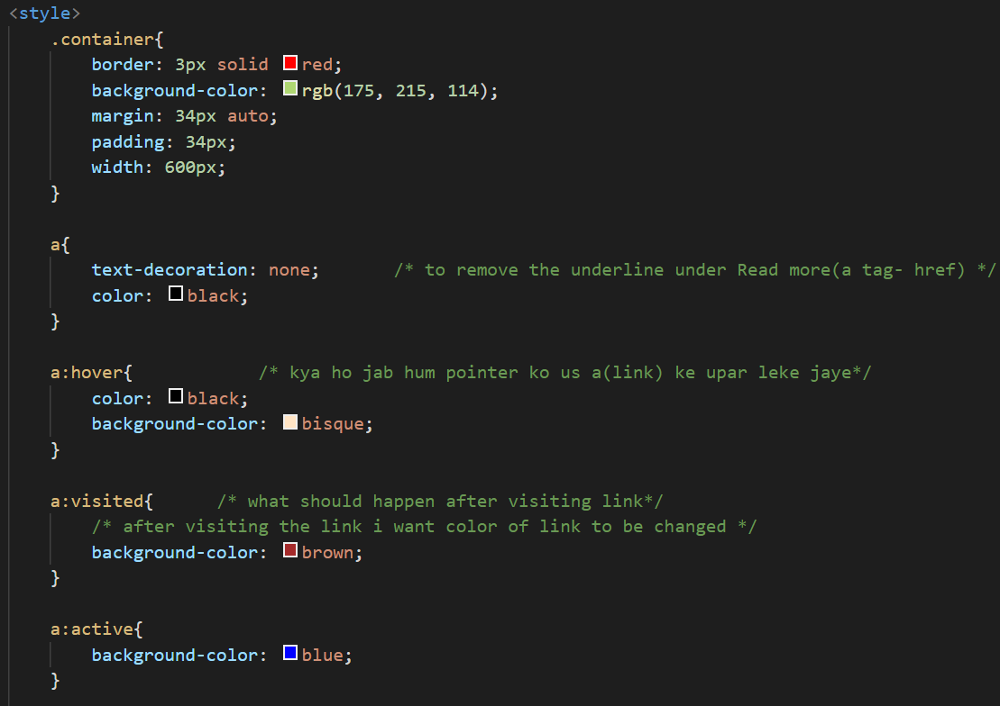 <style>
.container{
border: 3px solid red;
background-color: rgb(175, 215, 114);
margin: 34px auto;
padding: 34px;
width: 600px;
}
a{
text-decoration: none; /* to remove the underline under Read more(a tag- href) */
color: black;
}
a:hover{ /* kya ho jab hum pointer ko us a(link) ke upar leke jaye*/
color: black;
background-color: bisque;
}
a:visited{ /* what should happen after visiting link*/
/* after visiting the link i want color of link to be changed */
background-color: brown;
}
a:active{
background-color: blue;
}